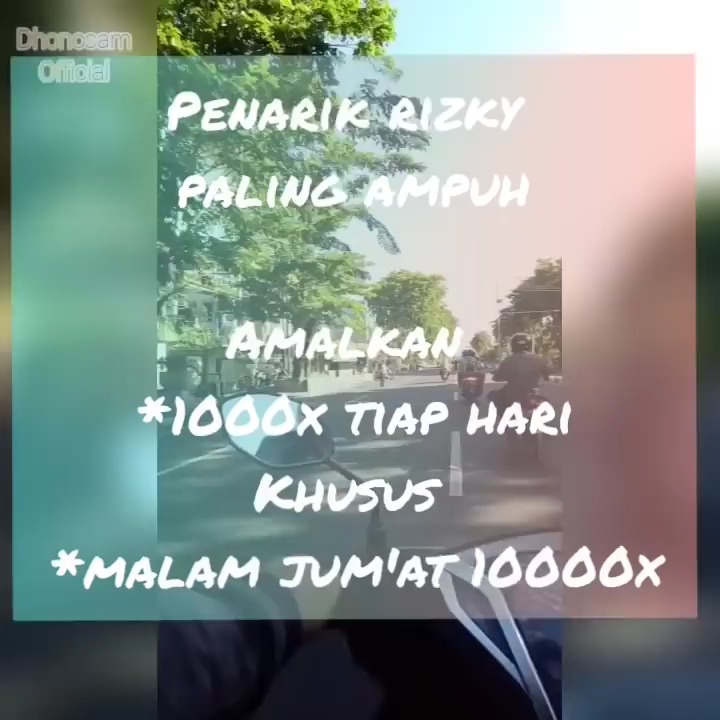 Dhonosam
Official
Penarik rizky
paling ampuh
Amalkan
*1000x tiap hari
Khusus
*malam jum'at 10000x